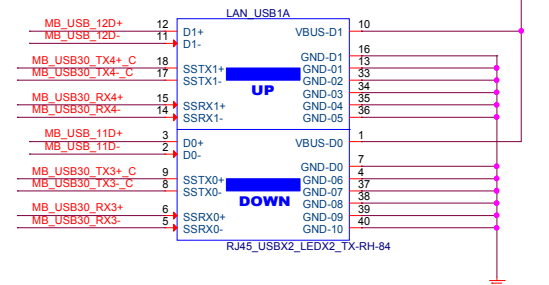 LAN_USB1A
MB_USB_12D+ 12 D1+ VBUS-D1 10
MB_USB_12D- 11 D1-
GND-D1 16
MB_USB30_TX4+_C 18 SSTX1+ GND-01 13
MB_USB30_TX4-_C 17 SSTX1- GND-02 33
UP GND-03 34
MB_USB30_RX4+ 15 SSRX1+ GND-04 35
MB_USB30_RX4- 14 SSRX1- GND-05 36
MB_USB_11D+ 3 D0+ VBUS-D0 1
MB_USB_11D- 2 D0-
GND-D0 7
MB_USB30_TX3+_C 9 SSTX0+ GND-06 4
MB_USB30_TX3-_C 8 SSTX0- GND-07 37
DOWN GND-08 38
MB_USB30_RX3+ 6 SSRX0+ GND-09 39
MB_USB30_RX3- 5 SSRX0- GND-10 40
RJ45_USBX2_LEDX2_TX-RH-84